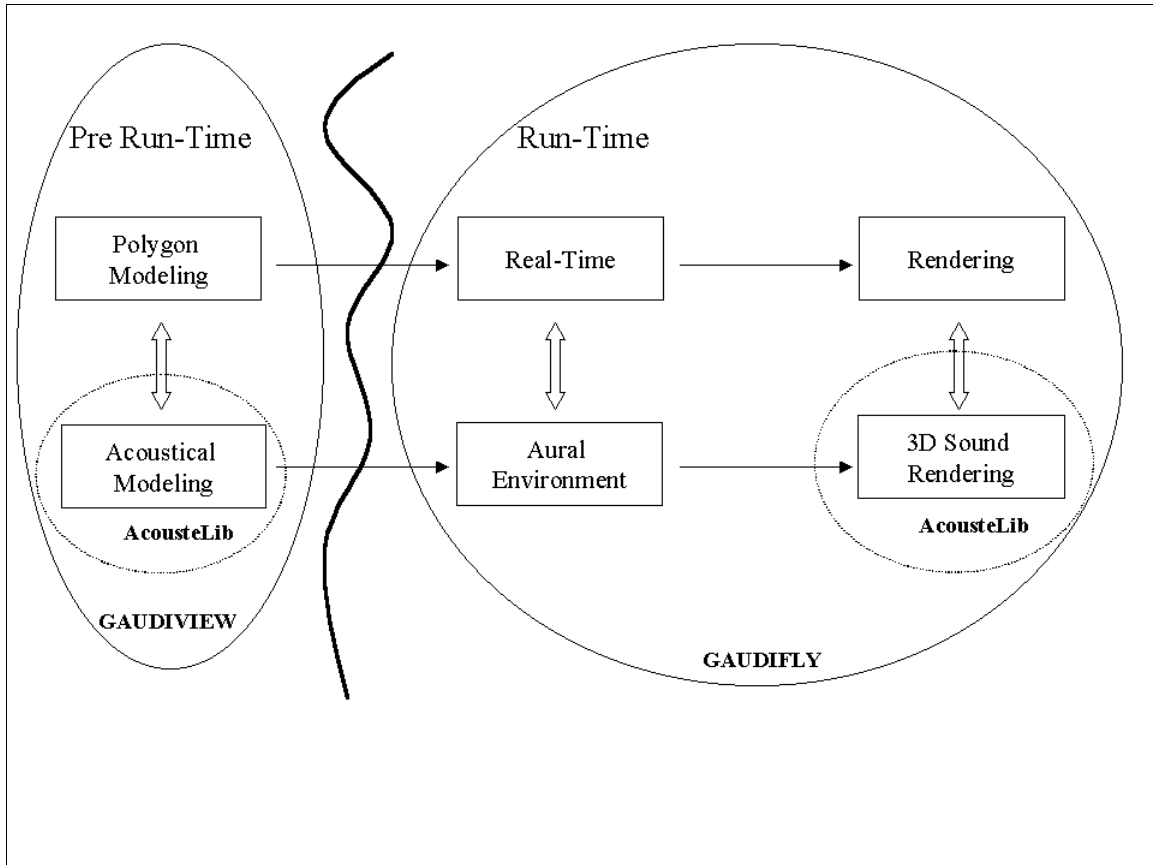 Pre Run-Time
Run-Time
Polygon
Modeling
Real-Time
Rendering
Acoustical
Modeling
Aural
Environment
3D Sound
Rendering
AcousteLib
AcousteLib
GAUDIVIEW
GAUDIFLY